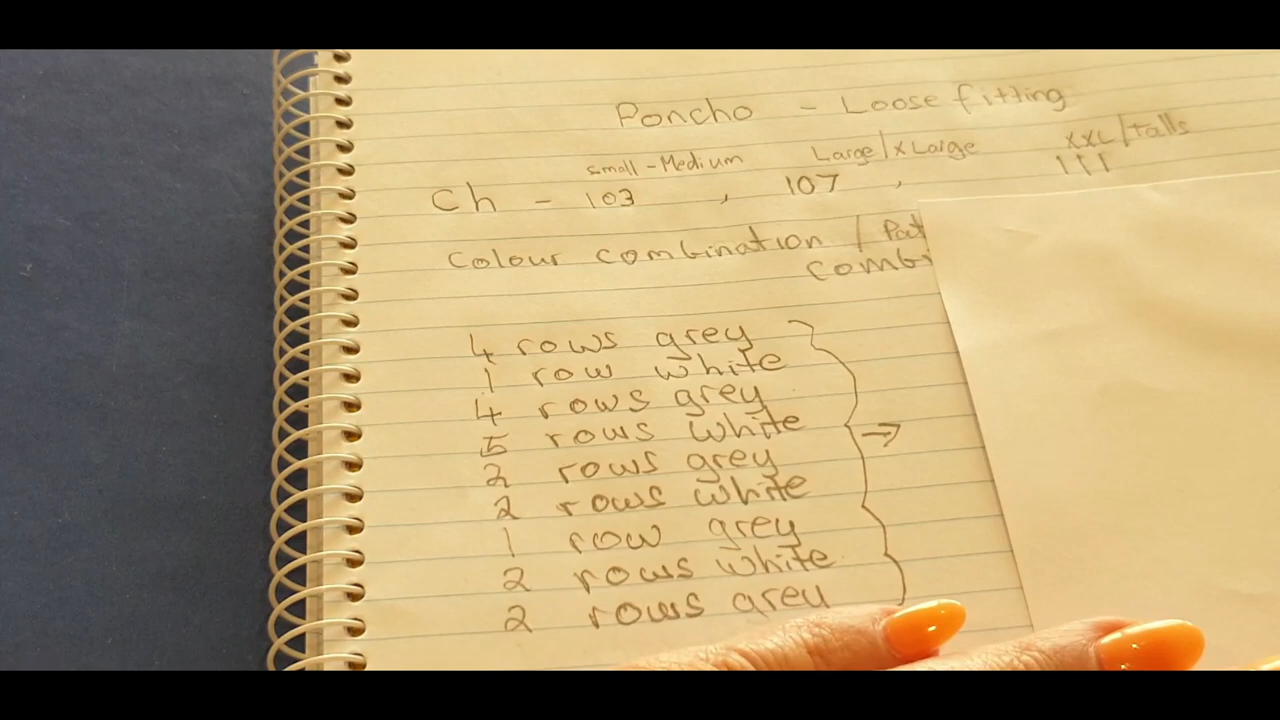 Poncho - Loose fitting
small-Medium Large/xLarge XXL/talls
Ch - 103 , 107 , 111
Colour combination /
4 rows grey
1 row white
4 rows grey
5 rows white
2 rows grey
2 rows white
1 row grey
2 rows white
2 rows grey